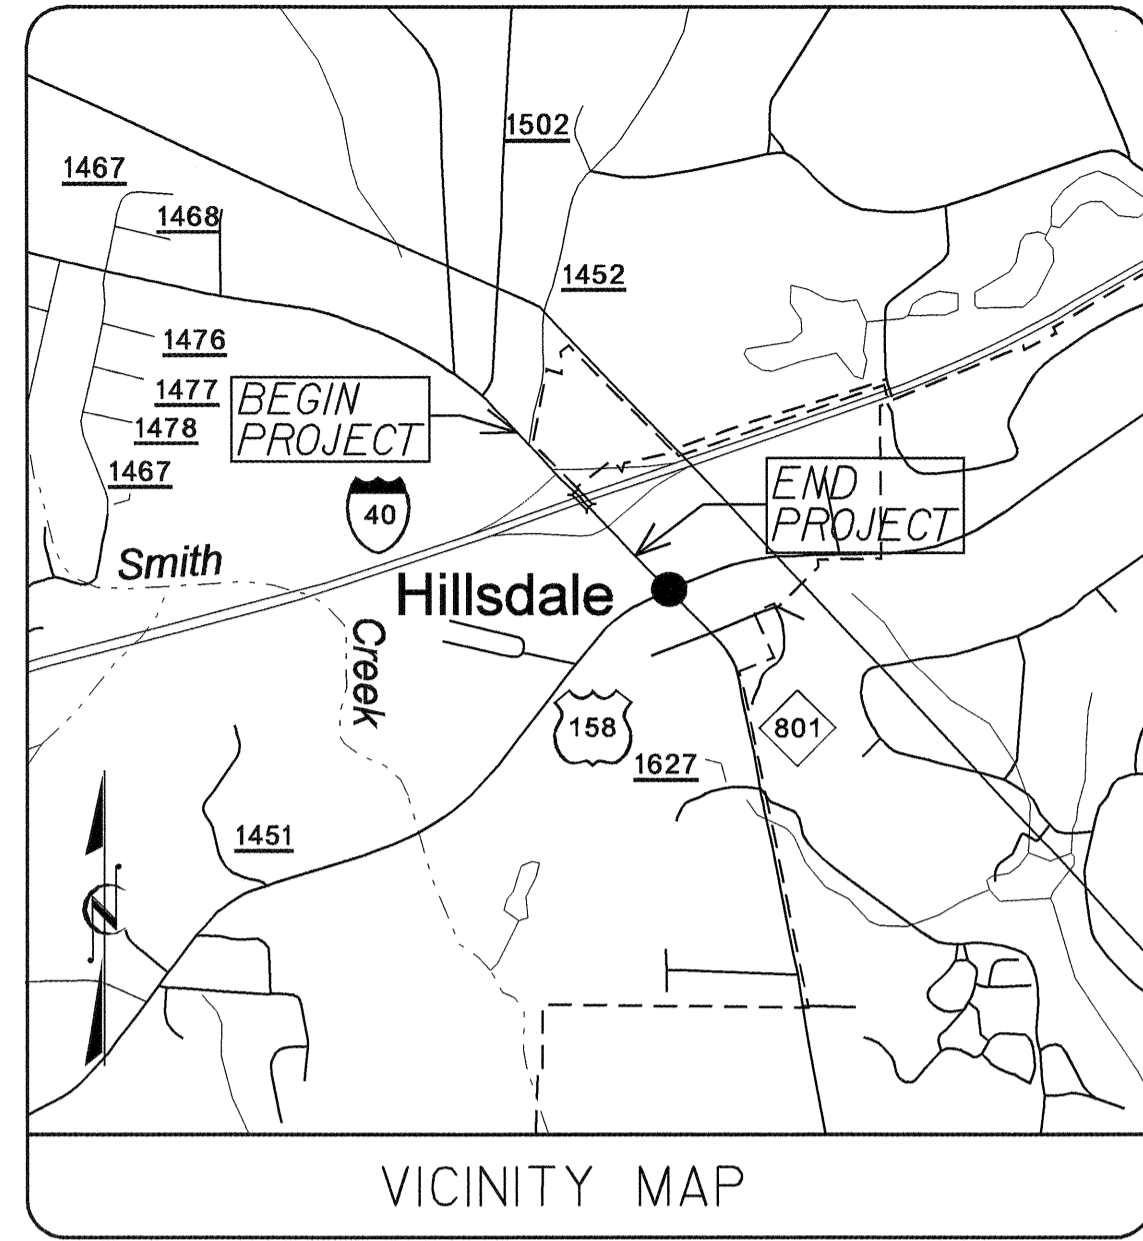 1502
1467
1468
1452
1476
1477
BEGIN
PROJECT
1478
1467
END
PROJECT
40
Smith
Hillsdale
Creek
158
801
1627
1451
N
VICINITY MAP